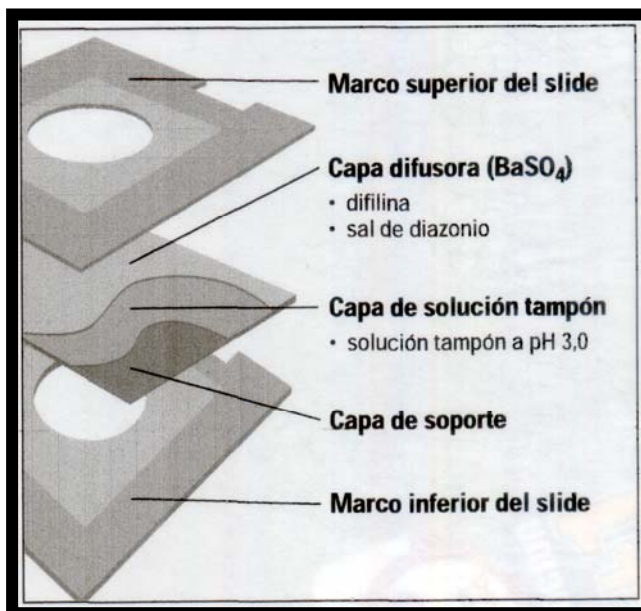 Marco superior del slide
Capa difusora (BaSO₄)
· difilina
· sal de diazonio
Capa de solución tampón
· solución tampón a pH 3,0
Capa de soporte
Marco inferior del slide